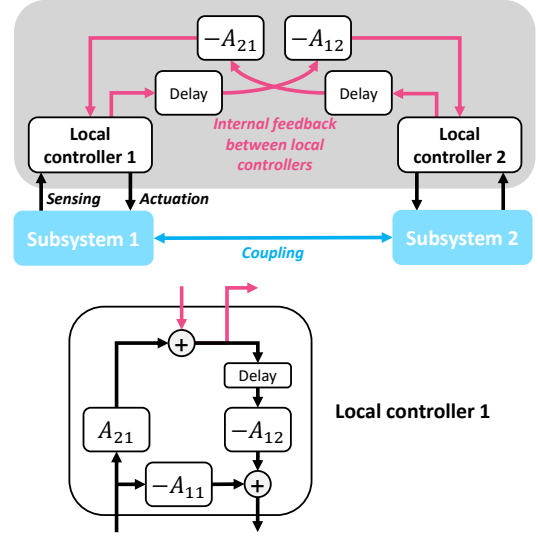 −A₂₁
−A₁₂
Delay
Delay
Internal feedback
between local
controllers
Local
controller 1
Local
controller 2
Sensing
Actuation
Subsystem 1
Subsystem 2
Coupling
+
Delay
A₂₁
−A₁₂
−A₁₁
+
Local controller 1